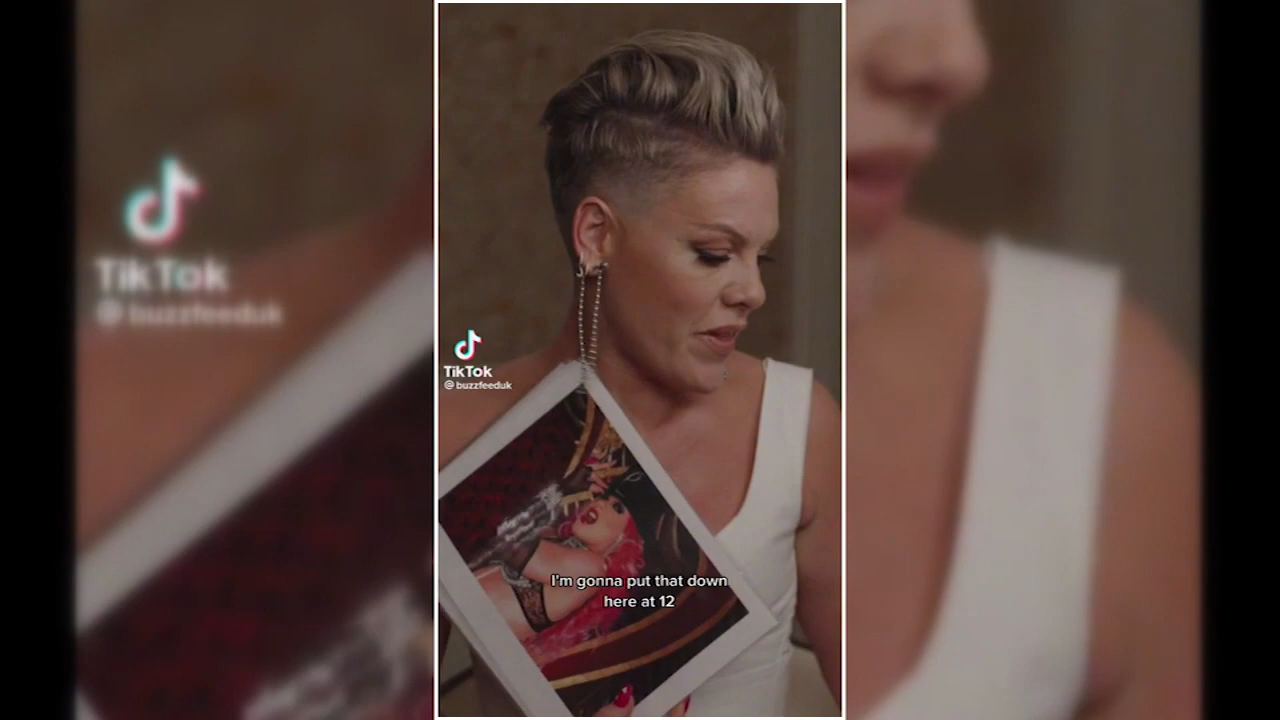 TikTok
@buzzfeeduk
TikTok
@buzzfeeduk
I'm gonna put that down
here at 12